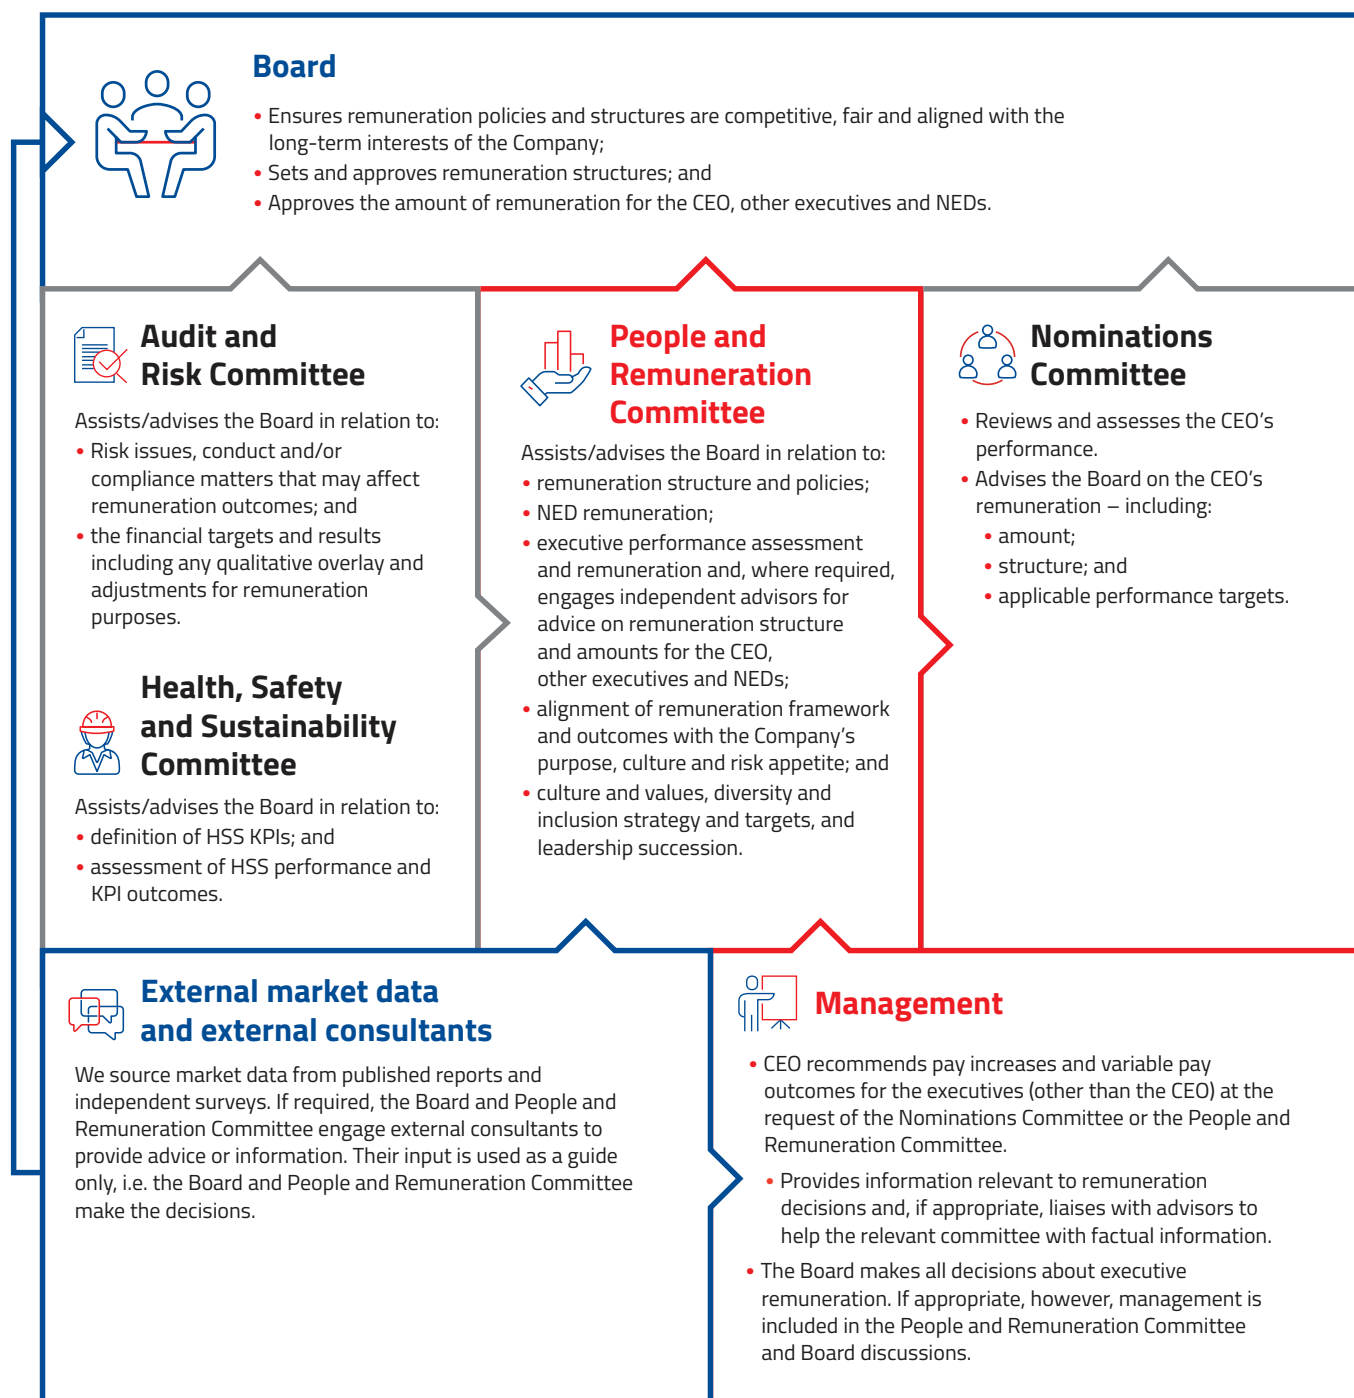 Board
• Ensures remuneration policies and structures are competitive, fair and aligned with the
long-term interests of the Company;
• Sets and approves remuneration structures; and
• Approves the amount of remuneration for the CEO, other executives and NEDs.
Audit and
Risk Committee
Assists/advises the Board in relation to:
• Risk issues, conduct and/or
compliance matters that may affect
remuneration outcomes; and
• the financial targets and results
including any qualitative overlay and
adjustments for remuneration
purposes.
Health, Safety
and Sustainability
Committee
Assists/advises the Board in relation to:
• definition of HSS KPIs; and
• assessment of HSS performance and
KPI outcomes.
People and
Remuneration
Committee
Assists/advises the Board in relation to:
• remuneration structure and policies;
• NED remuneration;
• executive performance assessment
and remuneration and, where required,
engages independent advisors for
advice on remuneration structure
and amounts for the CEO,
other executives and NEDs;
• alignment of remuneration framework
and outcomes with the Company's
purpose, culture and risk appetite; and
• culture and values, diversity and
inclusion strategy and targets, and
leadership succession.
Nominations
Committee
• Reviews and assesses the CEO's
performance.
• Advises the Board on the CEO's
remuneration – including:
• amount;
• structure; and
• applicable performance targets.
External market data
and external consultants
We source market data from published reports and
independent surveys. If required, the Board and People and
Remuneration Committee engage external consultants to
provide advice or information. Their input is used as a guide
only, i.e. the Board and People and Remuneration Committee
make the decisions.
Management
• CEO recommends pay increases and variable pay
outcomes for the executives (other than the CEO) at the
request of the Nominations Committee or the People and
Remuneration Committee.
• Provides information relevant to remuneration
decisions and, if appropriate, liaises with advisors to
help the relevant committee with factual information.
• The Board makes all decisions about executive
remuneration. If appropriate, however, management is
included in the People and Remuneration Committee
and Board discussions.